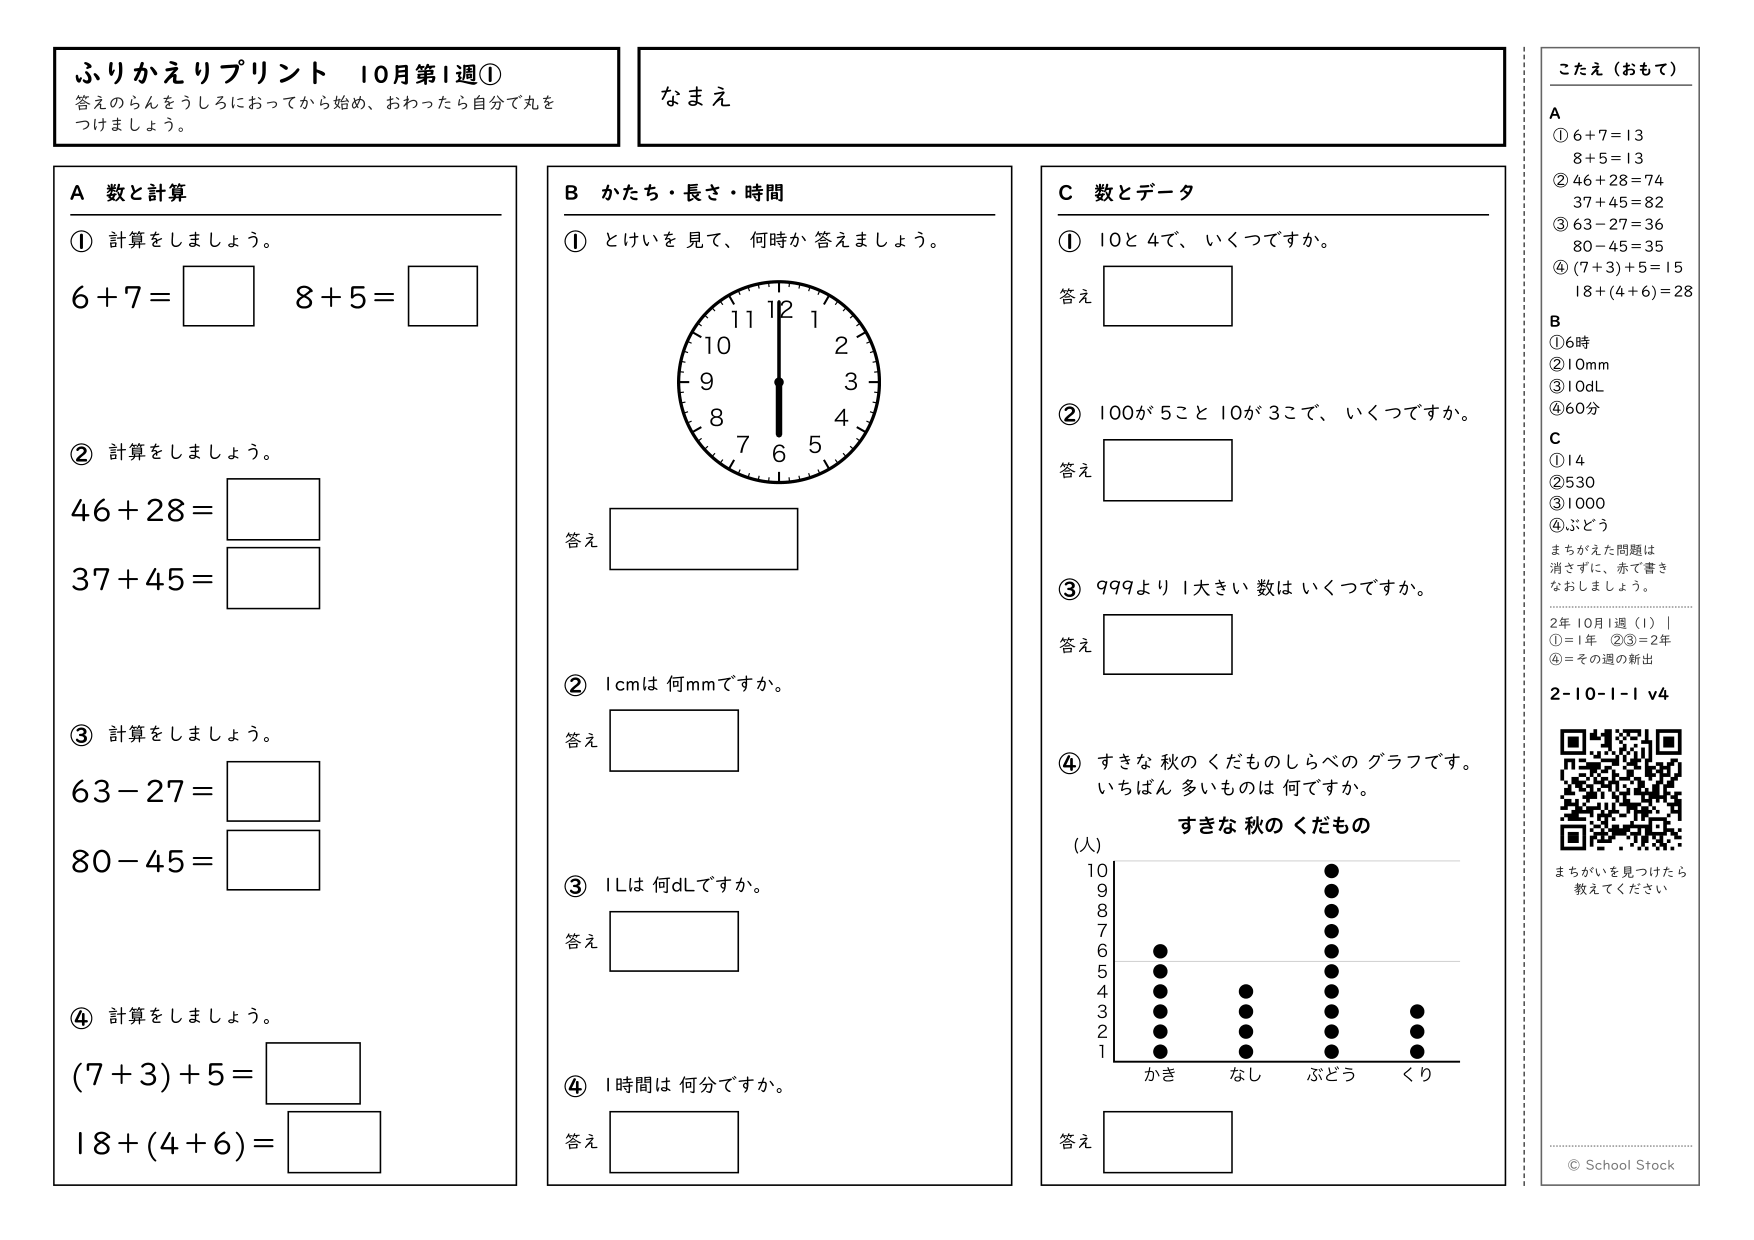 ふりかえりプリント　10月第1週①
答えのらんをうしろにおってから始め、おわったら自分で丸を
つけましょう。
なまえ
A　数と計算
① 計算をしましょう。
6+7=　8+5=
② 計算をしましょう。
46+28=
37+45=
③ 計算をしましょう。
63−27=
80−45=
④ 計算をしましょう。
(7+3)+5=
18+(4+6)=
B　かたち・長さ・時間
① とけいを 見て、 何時か 答えましょう。
12
11 1
10 2
9 3
8 4
7 5
6
答え
② 1cmは 何mmですか。
答え
③ 1Lは 何dLですか。
答え
④ 1時間は 何分ですか。
答え
C　数とデータ
① 10と 4で、 いくつですか。
答え
② 100が 5こと 10が 3こで、 いくつですか。
答え
③ 999より 1大きい 数は いくつですか。
答え
④ すきな 秋の くだものしらべの グラフです。
いちばん 多いものは 何ですか。
すきな 秋の くだもの
(人)
10
9
8
7
6
5
4
3
2
1
かき なし ぶどう くり
答え
こたえ（おもて）
A
① 6+7=13
8+5=13
② 46+28=74
37+45=82
③ 63−27=36
80−45=35
④ (7+3)+5=15
18+(4+6)=28
B
①6時
②10mm
③10dL
④60分
C
①14
②530
③1000
④ぶどう
まちがえた問題は
消さずに、赤で書き
なおしましょう。
2年 10月1週（1）｜
①=1年　②③=2年
④=その週の新出
2-10-1-1 v4
まちがいを見つけたら
教えてください
© School Stock